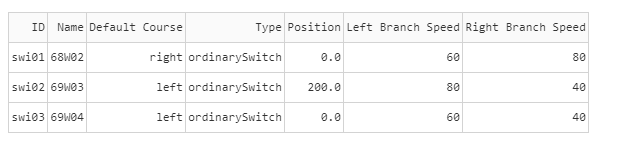 ID Name Default Course Type Position Left Branch Speed Right Branch Speed
swi01 68W02 right ordinarySwitch 0.0 60 80
swi02 69W03 left ordinarySwitch 200.0 80 40
swi03 69W04 left ordinarySwitch 0.0 60 40